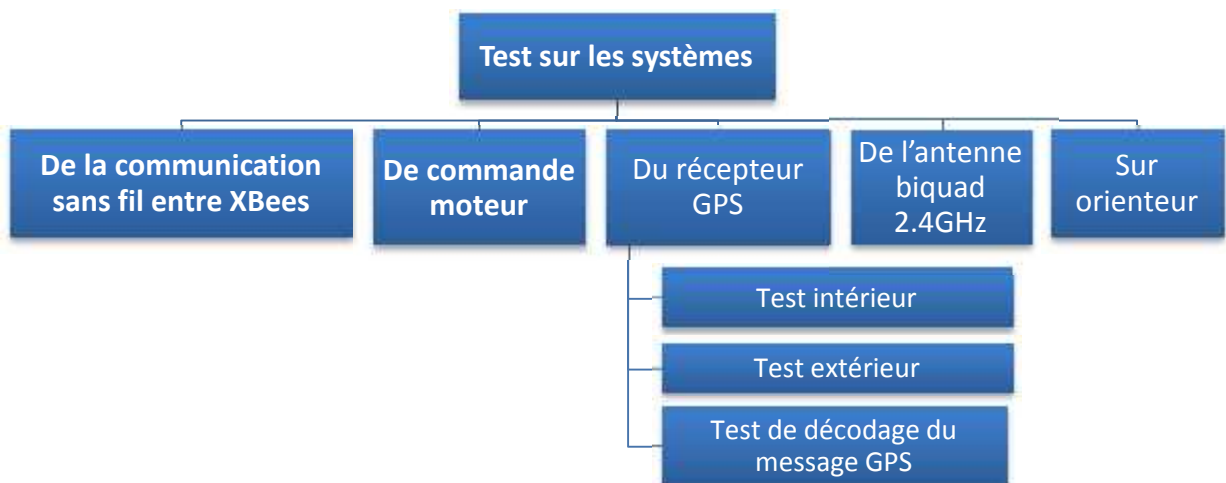 Test sur les systèmes
De la communication
sans fil entre XBees
De commande
moteur
Du récepteur
GPS
De l’antenne
biquad
2.4GHz
Sur
orienteur
Test intérieur
Test extérieur
Test de décodage du
message GPS